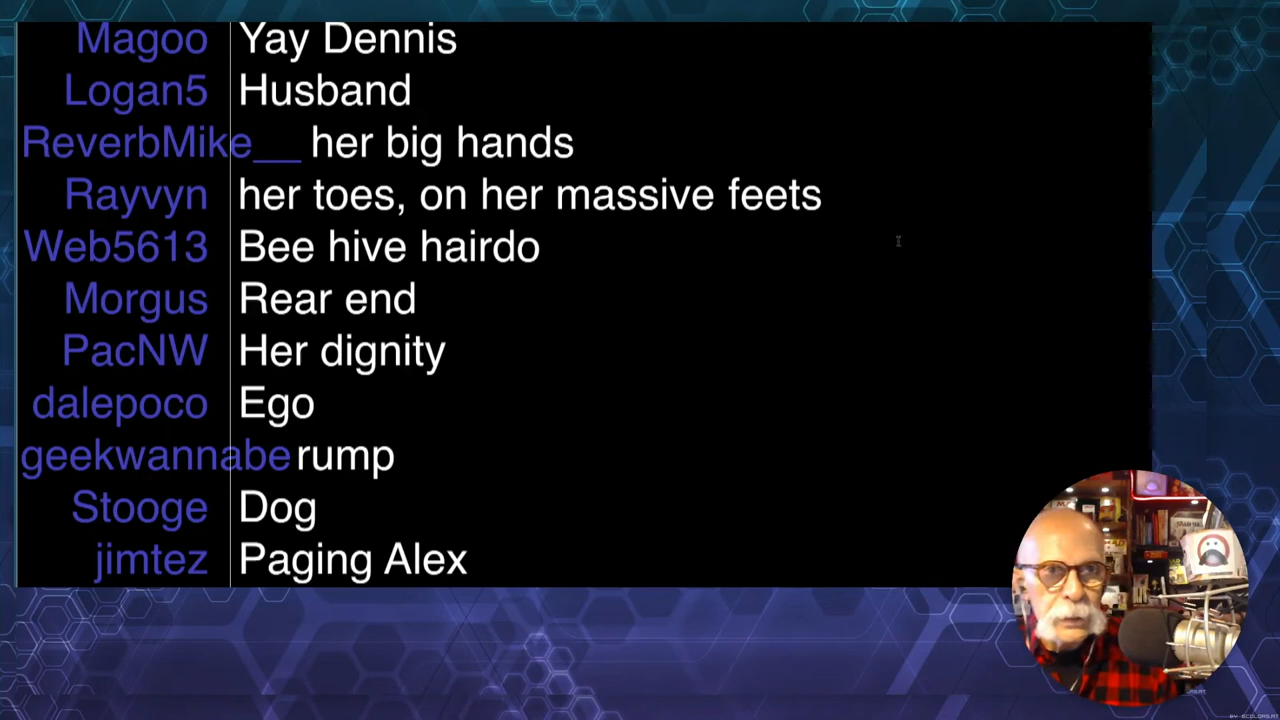 Magoo Yay Dennis
Logan5 Husband
ReverbMike__ her big hands
Rayvyn her toes, on her massive feets
Web5613 Bee hive hairdo
Morgus Rear end
PacNW Her dignity
dalepoco Ego
geekwannabe rump
Stooge Dog
jimtez Paging Alex